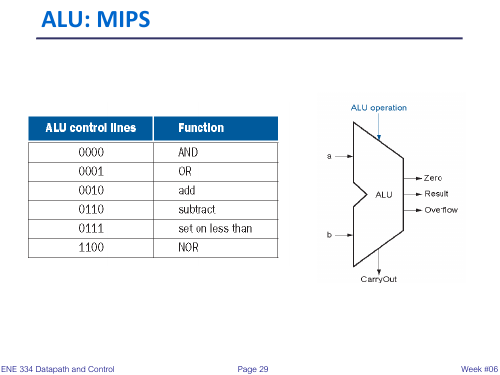 ALU: MIPS
ALU control lines Function
0000 AND
0001 OR
0010 add
0110 subtract
0111 set on less than
1100 NOR
ALU operation
a
ALU
Zero
Result
Overflow
b
CarryOut
ENE 334 Datapath and Control Page 29 Week #06